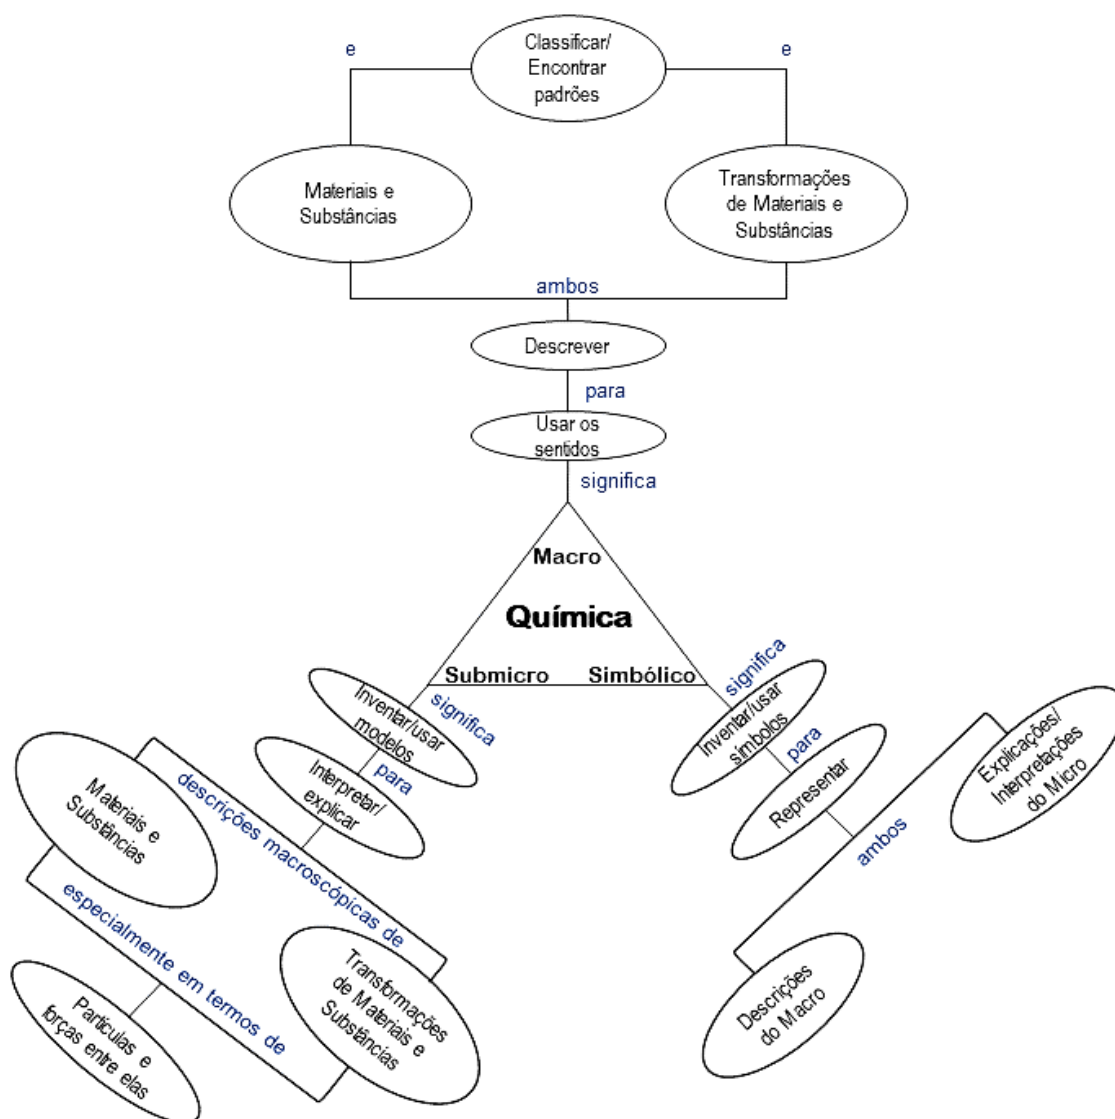 e
Classificar/
Encontrar
padrões
e
Materiais e
Substâncias
Transformações
de Materiais e
Substâncias
ambos
Descrever
para
Usar os
sentidos
significa
Macro
Química
Submicro
Simbólico
significa
Inventar/usar
modelos
para
Interpretar/
explicar
descrições macroscópicas de
Materiais e
Substâncias
Transformações
de Materiais e
Substâncias
especialmente em termos de
Partículas e
forças entre elas
significa
Inventar/usar
símbolos
para
Representar
ambos
Explicações/
Interpretações
do Micro
Descrições
do Macro